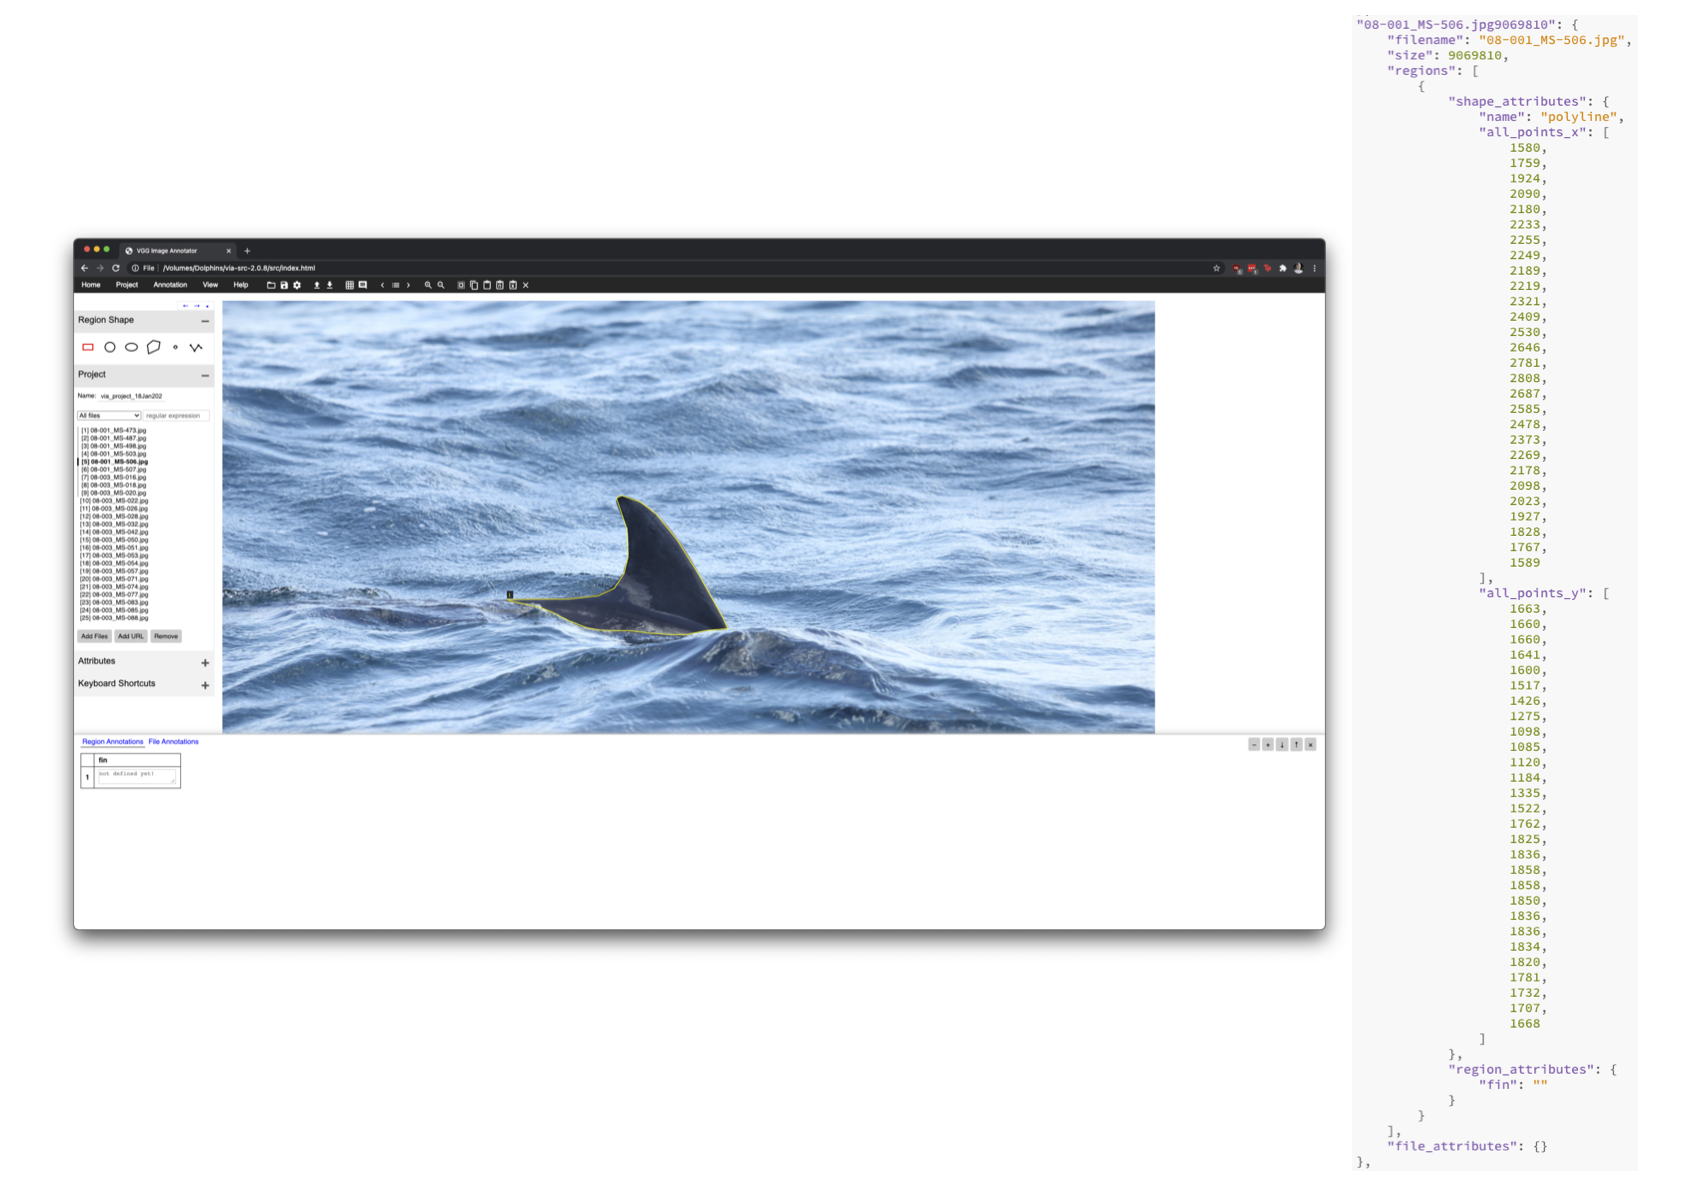 VGG Image Annotator
File /Volumes/Dolphins/via-src-2.0.8/src/index.html
Home Project Annotation View Help
Region Shape
Project
Name: via_project_18Jan202
All files regular expression
[1] 08-001_MS-473.jpg
[2] 08-001_MS-487.jpg
[3] 08-001_MS-498.jpg
[4] 08-001_MS-503.jpg
[5] 08-001_MS-506.jpg
[6] 08-001_MS-507.jpg
[7] 08-003_MS-016.jpg
[8] 08-003_MS-018.jpg
[9] 08-003_MS-020.jpg
[10] 08-003_MS-022.jpg
[11] 08-003_MS-026.jpg
[12] 08-003_MS-028.jpg
[13] 08-003_MS-032.jpg
[14] 08-003_MS-042.jpg
[15] 08-003_MS-050.jpg
[16] 08-003_MS-051.jpg
[17] 08-003_MS-053.jpg
[18] 08-003_MS-054.jpg
[19] 08-003_MS-057.jpg
[20] 08-003_MS-071.jpg
[21] 08-003_MS-074.jpg
[22] 08-003_MS-077.jpg
[23] 08-003_MS-083.jpg
[24] 08-003_MS-085.jpg
[25] 08-003_MS-088.jpg
Add Files Add URL Remove
Attributes +
Keyboard Shortcuts +
1
Region Annotations File Annotations
fin
1 not defined yet!
"08-001_MS-506.jpg9069810": {
"filename": "08-001_MS-506.jpg",
"size": 9069810,
"regions": [
{
"shape_attributes": {
"name": "polyline",
"all_points_x": [
1580,
1759,
1924,
2090,
2180,
2233,
2255,
2249,
2189,
2219,
2321,
2409,
2530,
2646,
2781,
2808,
2687,
2585,
2478,
2373,
2269,
2178,
2098,
2023,
1927,
1828,
1767,
1589
],
"all_points_y": [
1663,
1660,
1660,
1641,
1600,
1517,
1426,
1275,
1098,
1085,
1120,
1184,
1335,
1522,
1762,
1825,
1836,
1858,
1858,
1850,
1836,
1836,
1834,
1820,
1781,
1732,
1707,
1668
]
},
"region_attributes": {
"fin": ""
}
}
],
"file_attributes": {}
},